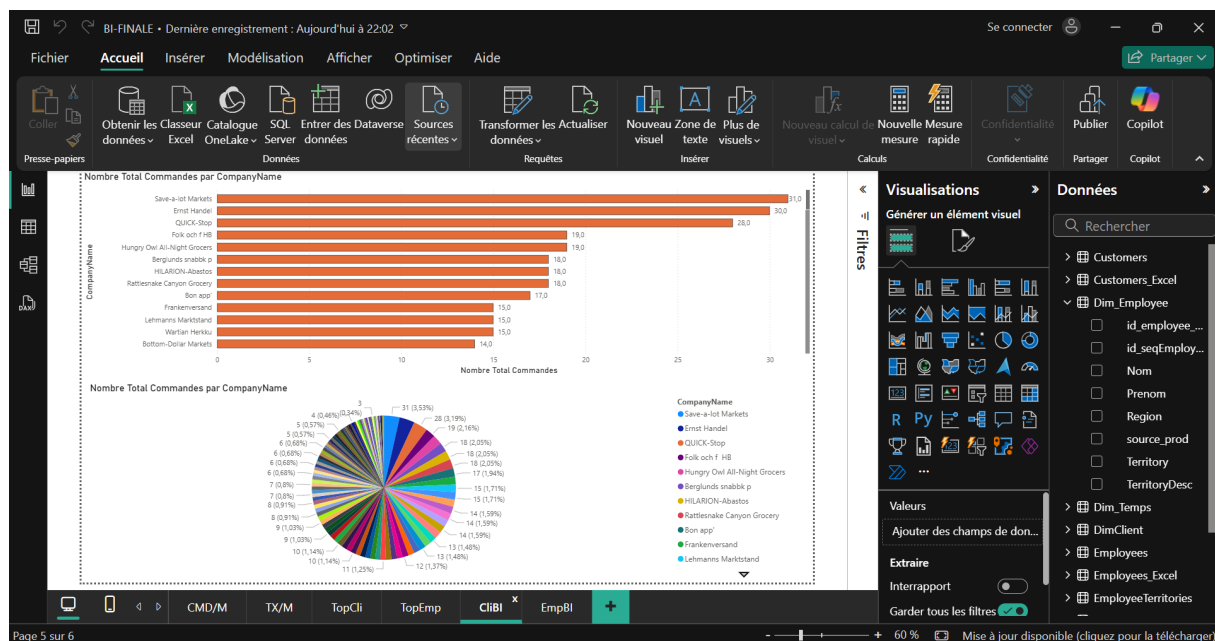 BI-FINALE • Dernière enregistrement : Aujourd'hui à 22:02
Se connecter
Fichier Accueil Insérer Modélisation Afficher Optimiser Aide
Partager
Coller
Obtenir les données
Classeur Excel
Catalogue OneLake
SQL Server
Entrer des données
Dataverse
Sources récentes
Transformer les données
Actualiser
Nouveau visuel
Zone de texte
Plus de visuels
Nouveau calcul de visuel
Nouvelle mesure
Mesure rapide
Confidentialité
Publier
Copilot
Presse-papiers
Données
Requêtes
Insérer
Calculs
Confidentialité
Partager
Copilot
Nombre Total Commandes par CompanyName
CompanyName
Save-a-lot Markets 31,0
Ernst Handel 30,0
QUICK-Stop 28,0
Folk och f HB 19,0
Hungry Owl All-Night Grocers 19,0
Berglunds snabbk p 18,0
HILARION-Abastos 18,0
Rattlesnake Canyon Grocery 18,0
Bon app' 17,0
Frankenversand 15,0
Lehmanns Marktstand 15,0
Wartian Herkku 15,0
Bottom-Dollar Markets 14,0
0 5 10 15 20 25 30
Nombre Total Commandes
Nombre Total Commandes par CompanyName
3
31 (3,53%)
28 (3,19%)
19 (2,16%)
18 (2,05%)
18 (2,05%)
17 (1,94%)
15 (1,71%)
15 (1,71%)
14 (1,59%)
14 (1,59%)
14 (1,59%)
13 (1,48%)
13 (1,48%)
12 (1,37%)
11 (1,25%)
10 (1,14%)
10 (1,14%)
9 (1,03%)
9 (1,03%)
8 (0,91%)
7 (0,8%)
7 (0,8%)
6 (0,68%)
6 (0,68%)
6 (0,68%)
6 (0,68%)
5 (0,57%)
5 (0,57%)
4 (0,46%)
(0,34%)
CompanyName
Save-a-lot Markets
Ernst Handel
QUICK-Stop
Folk och f HB
Hungry Owl All-Night Grocers
Berglunds snabbk p
HILARION-Abastos
Rattlesnake Canyon Grocery
Bon app'
Frankenversand
Lehmanns Marktstand
Filtres
Visualisations
Générer un élément visuel
123
R Py
...
Valeurs
Ajouter des champs de don...
Extraire
Interrapport
Garder tous les filtres
Données
Rechercher
Customers
Customers_Excel
Dim_Employee
id_employee_...
id_seqEmploy...
Nom
Prenom
Region
source_prod
Territory
TerritoryDesc
Dim_Temps
DimClient
Employees
Employees_Excel
EmployeeTerritories
DAX
CMD/M TX/M TopCli TopEmp CliBI x EmpBI +
Page 5 sur 6
- + 60 %
Mise à jour disponible (cliquez pour la télécharger